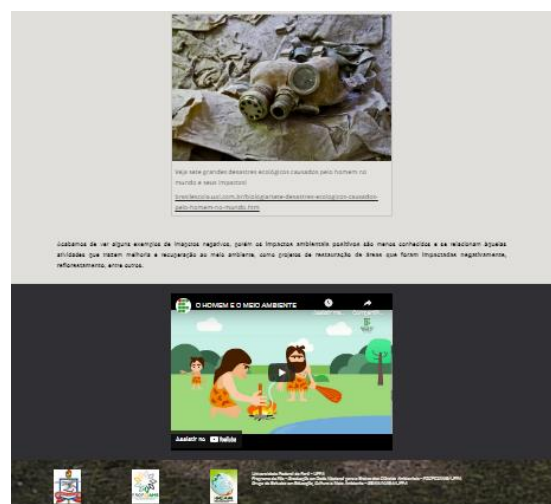 Veja sete grandes desastres ecológicos causados pelo homem no
mundo e seus impactos!
brasilescola.uol.com.br/biologia/sete-desastres-ecologicos-causados-
pelo-homem-no-mundo.htm
Acabamos de ver alguns exemplos de impactos negativos, porém os impactos ambientais positivos são menos conhecidos e se relacionam àquelas
atividades que trazem melhoria e recuperação ao meio ambiente, como projetos de restauração de áreas que foram impactadas negativamente,
reflorestamento, entre outros.
O HOMEM E O MEIO AMBIENTE
Assistir no YouTube
Universidade Federal do Pará - UFPA